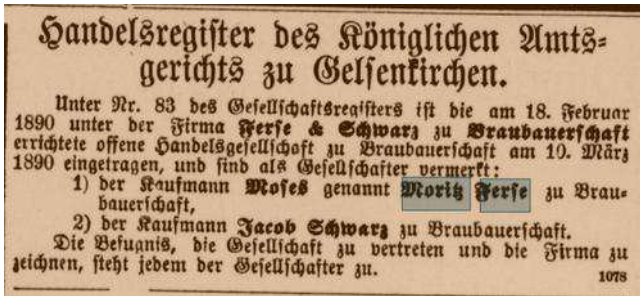 Handelsregister des Königlichen Amts-
gerichts zu Gelsenkirchen.
Unter Nr. 83 des Gesellschaftsregisters ist die am 18. Februar
1890 unter der Firma Ferse & Schwarz zu Braubauerschaft
errichtete offene Handelsgesellschaft zu Braubauerschaft am 10. März
1890 eingetragen, und sind als Gesellschafter vermerkt:
1) der Kaufmann Moses genannt Moritz Ferse zu Brau-
bauerschaft,
2) der Kaufmann Jacob Schwarz zu Braubauerschaft.
Die Befugnis, die Gesellschaft zu vertreten und die Firma zu
zeichnen, steht jedem der Gesellschafter zu.
1078